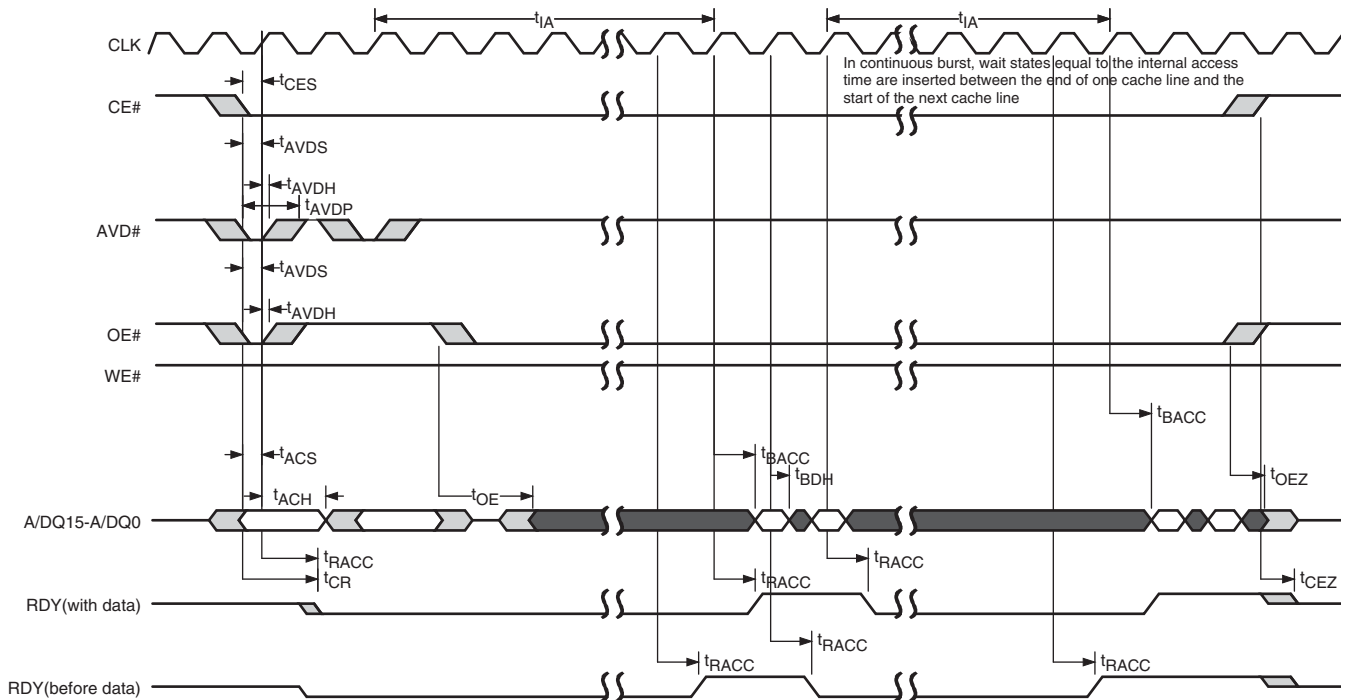 tIA
tIA
CLK
In continuous burst, wait states equal to the internal access
time are inserted between the end of one cache line and the
start of the next cache line
tCES
CE#
tAVDS
tAVDH
tAVDP
AVD#
tAVDS
tAVDH
OE#
WE#
tBACC
tACS
tBACC
tBDH
tOEZ
tACH
tOE
A/DQ15-A/DQ0
tRACC
tRACC
tCR
tRACC
tCEZ
RDY(with data)
tRACC
tRACC
tRACC
RDY(before data)